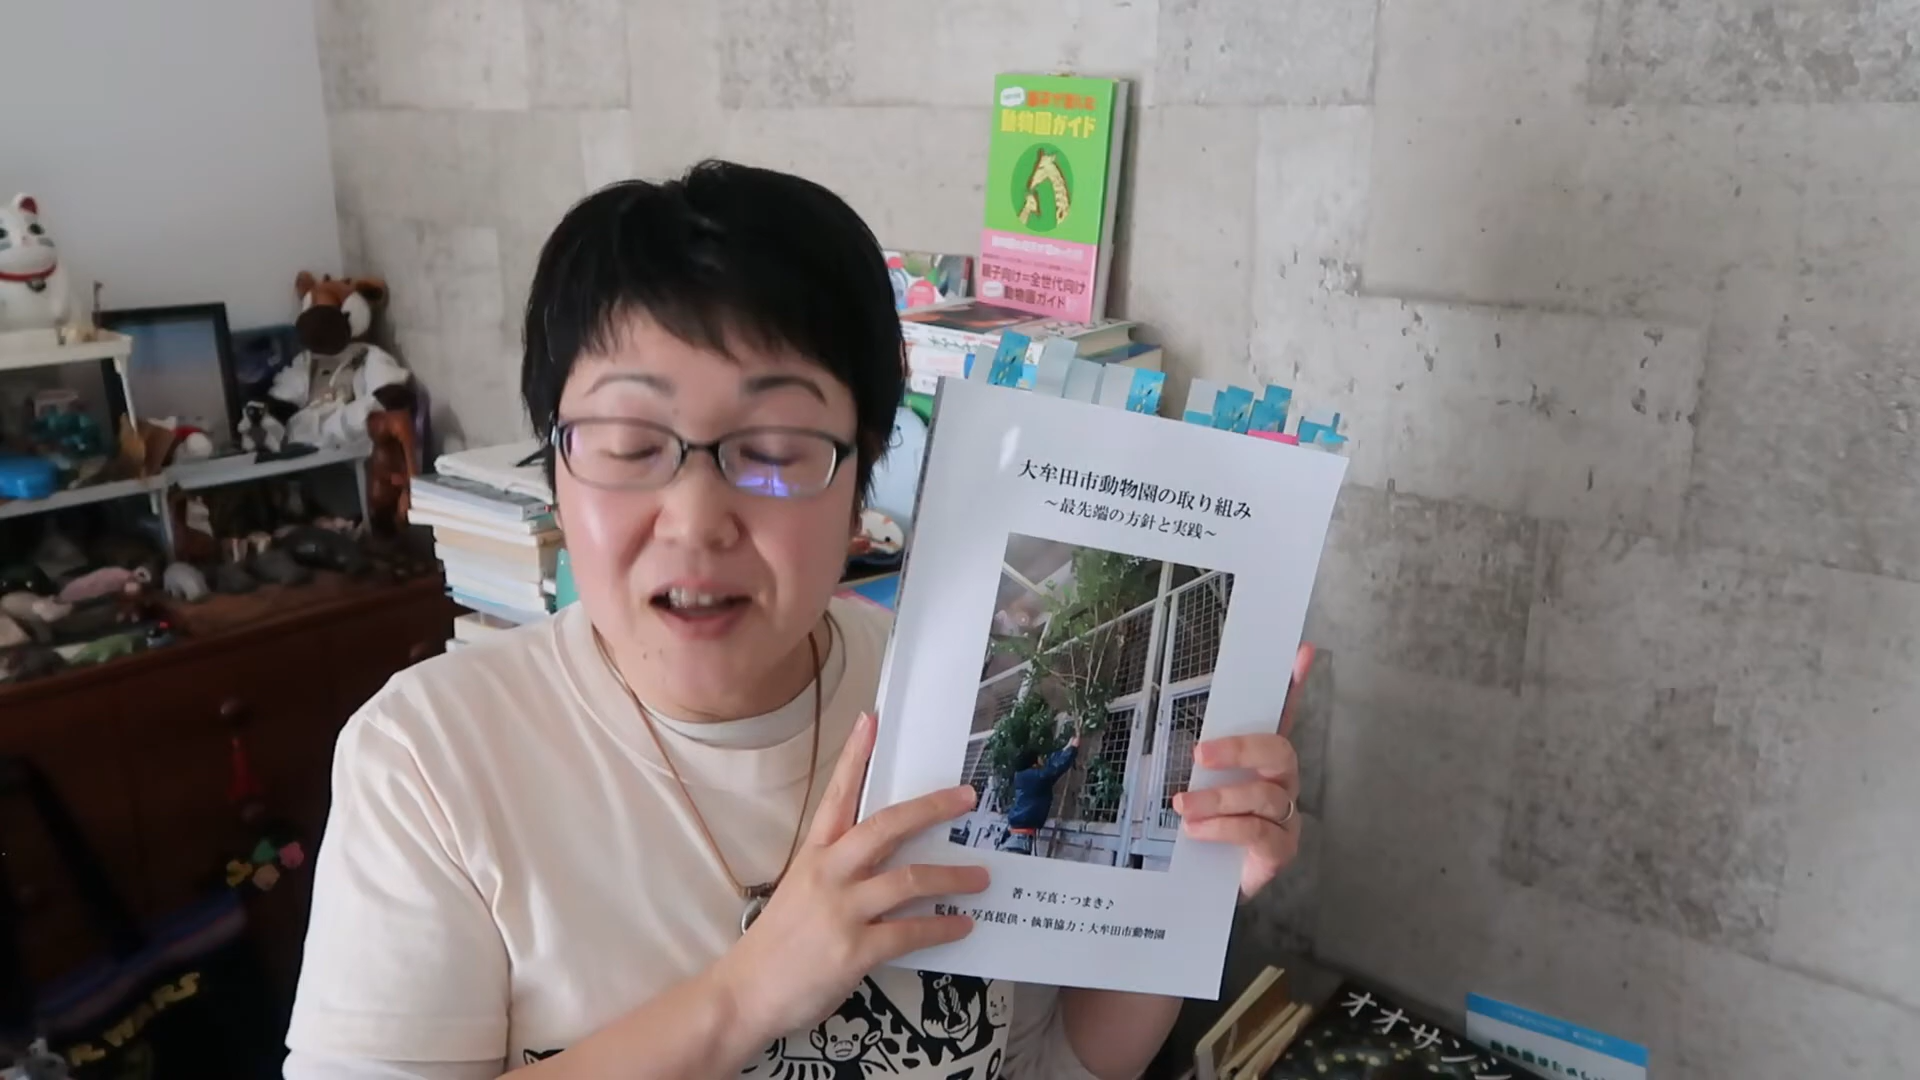 動物園ガイド
親子向け=全世代向け
動物園ガイド
大牟田市動物園の取り組み
～最先端の方針と実践～
著・写真：つまき♪
監修・写真提供・執筆協力：大牟田市動物園
オオサンシ
WARS